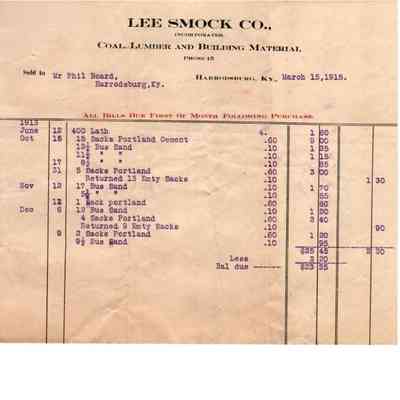 LEE SMOCK CO.,
INCORPORATED.
COAL, LUMBER AND BUILDING MATERIAL
PHONE 15
Sold to Mr Phil Board,
Harrodsburg, Ky.
HARRODSBURG, KY., March 15, 1915.
ALL BILLS DUE FIRST OF MONTH FOLLOWING PURCHASE
1913
June 12 400 Lath 4. 1 60
Oct 15 15 Sacks Portland Cement .60 9 00
13½ Bus Sand .10 1 35
11½ " " .10 1 15
17 8½ " " .10 85
31 5 Sacks Portland .60 3 00
Returned 13 Emty Sacks .10 1 30
Nov 12 17 Bus Sand .10 1 70
5½ " " .10 55
1 Sack portland .60
Dec 6 12 Bus Sand .10 1 20
4 Sacks Portland .60 2 40
Returned 9 Emty Sacks .10 90
9 2 Sacks Portland .60 1 20
9½ Bus Sand .10 95
$25 45 2 20
Less 2 20
Bal due ------ $23 25